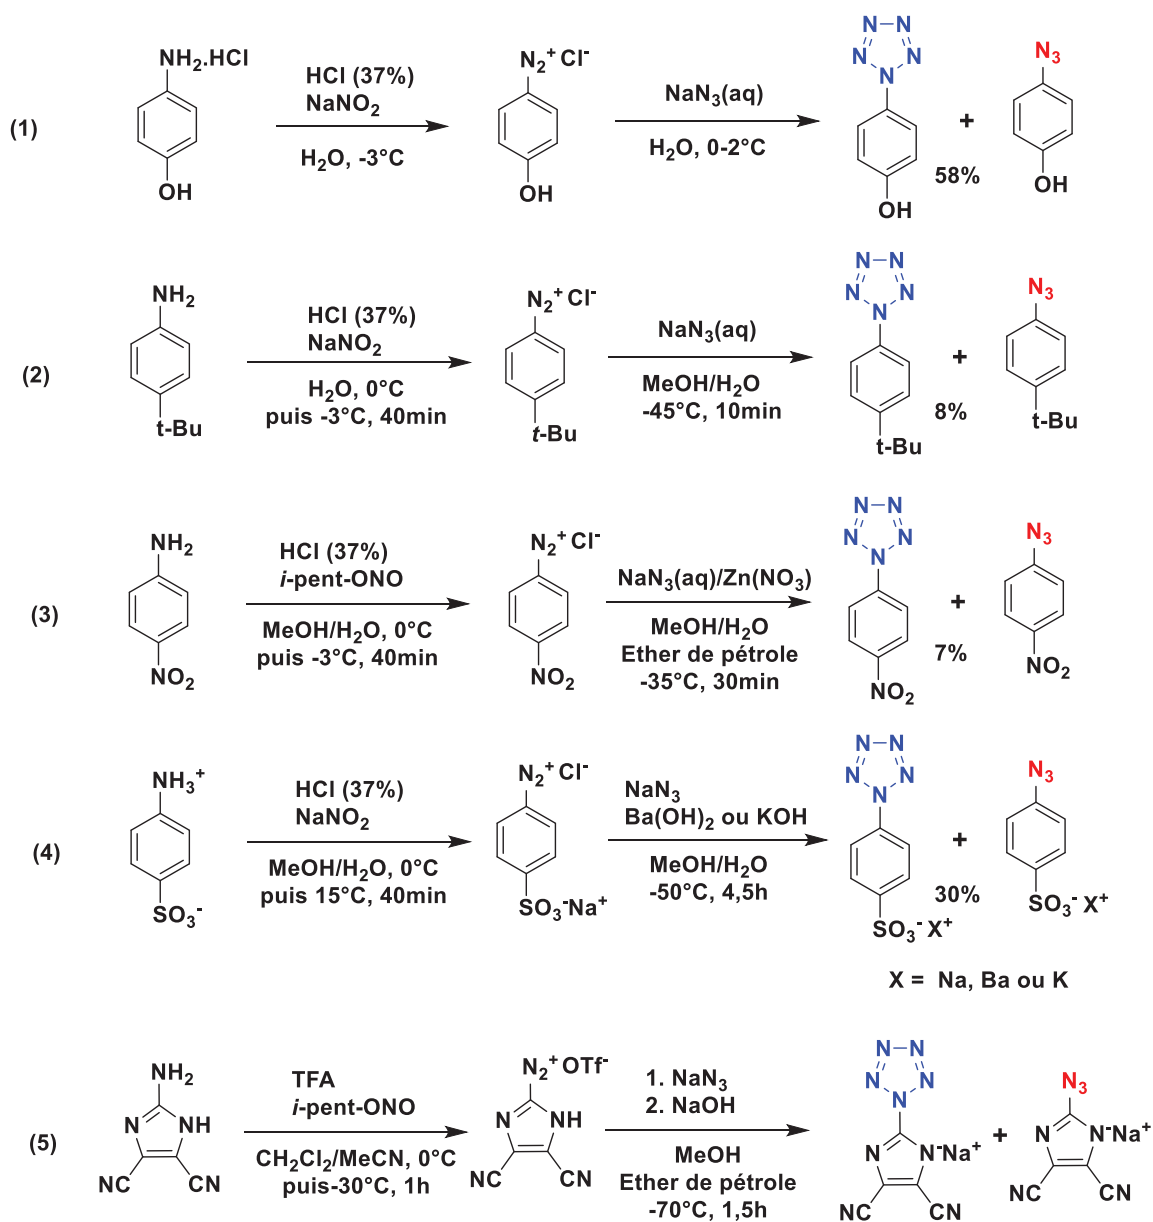 (1)
NH₂.HCl
OH
HCl (37%)
NaNO₂
H₂O, -3°C
N₂⁺ Cl⁻
OH
NaN₃(aq)
H₂O, 0-2°C
N N
N N
N
OH
58%
+
N₃
OH
(2)
NH₂
t-Bu
HCl (37%)
NaNO₂
H₂O, 0°C
puis -3°C, 40min
N₂⁺ Cl⁻
t-Bu
NaN₃(aq)
MeOH/H₂O
-45°C, 10min
N N
N N
N
t-Bu
8%
+
N₃
t-Bu
(3)
NH₂
NO₂
HCl (37%)
i-pent-ONO
MeOH/H₂O, 0°C
puis -3°C, 40min
N₂⁺ Cl⁻
NO₂
NaN₃(aq)/Zn(NO₃)
MeOH/H₂O
Ether de pétrole
-35°C, 30min
N N
N N
N
NO₂
7%
+
N₃
NO₂
(4)
NH₃⁺
SO₃⁻
HCl (37%)
NaNO₂
MeOH/H₂O, 0°C
puis 15°C, 40min
N₂⁺ Cl⁻
SO₃⁻Na⁺
NaN₃
Ba(OH)₂ ou KOH
MeOH/H₂O
-50°C, 4,5h
N N
N N
N
SO₃⁻ X⁺
30%
+
N₃
SO₃⁻ X⁺
X = Na, Ba ou K
(5)
NH₂
N NH
NC CN
TFA
i-pent-ONO
CH₂Cl₂/MeCN, 0°C
puis-30°C, 1h
N₂⁺ OTf⁻
N NH
NC CN
1. NaN₃
2. NaOH
MeOH
Ether de pétrole
-70°C, 1,5h
N N
N N
N
N N⁻Na⁺
NC CN
+
N₃
N N⁻Na⁺
NC CN